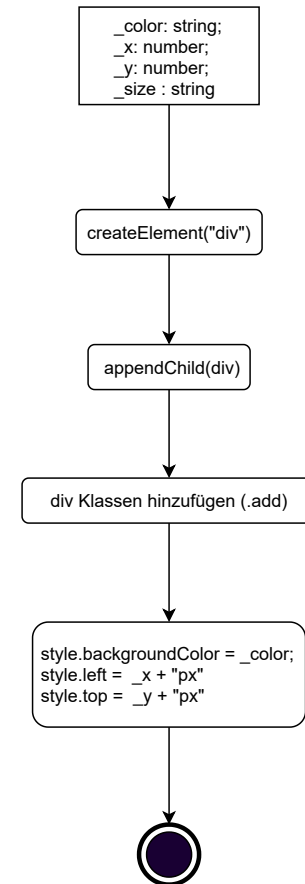 _color: string;
_x: number;
_y: number;
_size : string
createElement("div")
appendChild(div)
div Klassen hinzufügen (.add)
style.backgroundColor = _color;
style.left =  _x + "px"
style.top =  _y + "px"